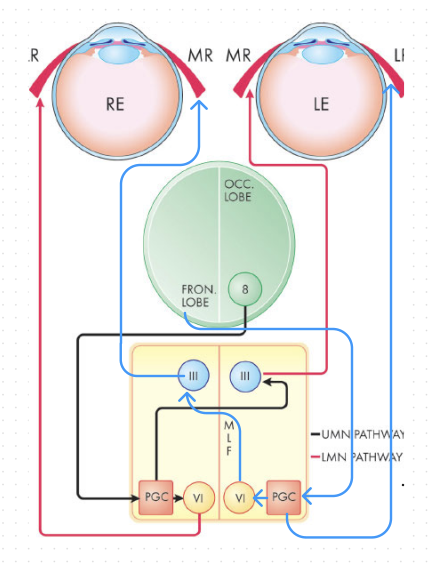 .R
MR
MR
L
RE
LE
OCC.
LOBE
FRON.
LOBE
8
III
III
M
L
F
UMN PATHWAY
LMN PATHWAY
PGC
VI
VI
PGC